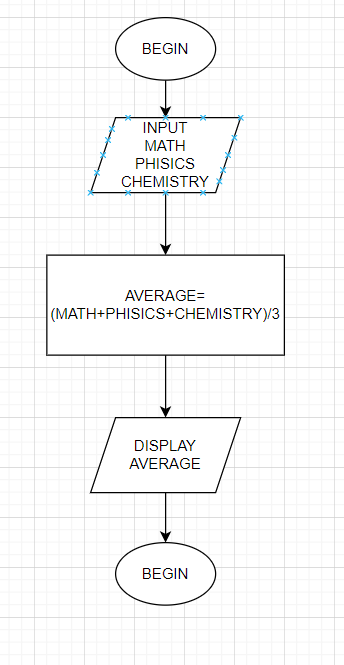 BEGIN
INPUT
MATH
PHISICS
CHEMISTRY
AVERAGE=
(MATH+PHISICS+CHEMISTRY)/3
DISPLAY
AVERAGE
BEGIN